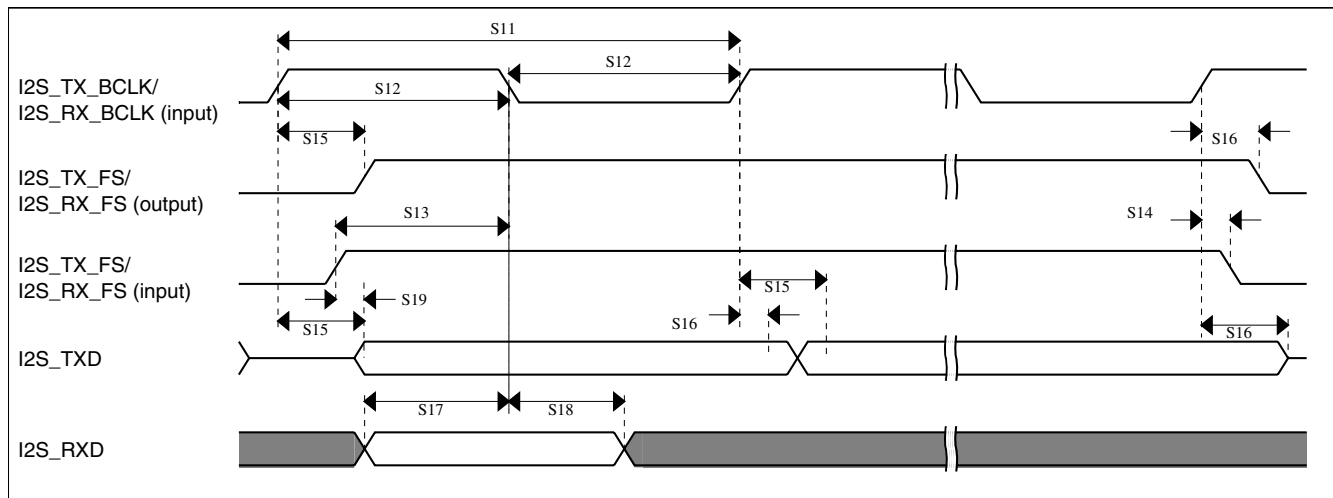 S11
I2S_TX_BCLK/
I2S_RX_BCLK (input)
S12
S12
S15
S16
I2S_TX_FS/
I2S_RX_FS (output)
S13
S14
I2S_TX_FS/
I2S_RX_FS (input)
S15
S19
S15
S16
S16
I2S_TXD
S17
S18
I2S_RXD